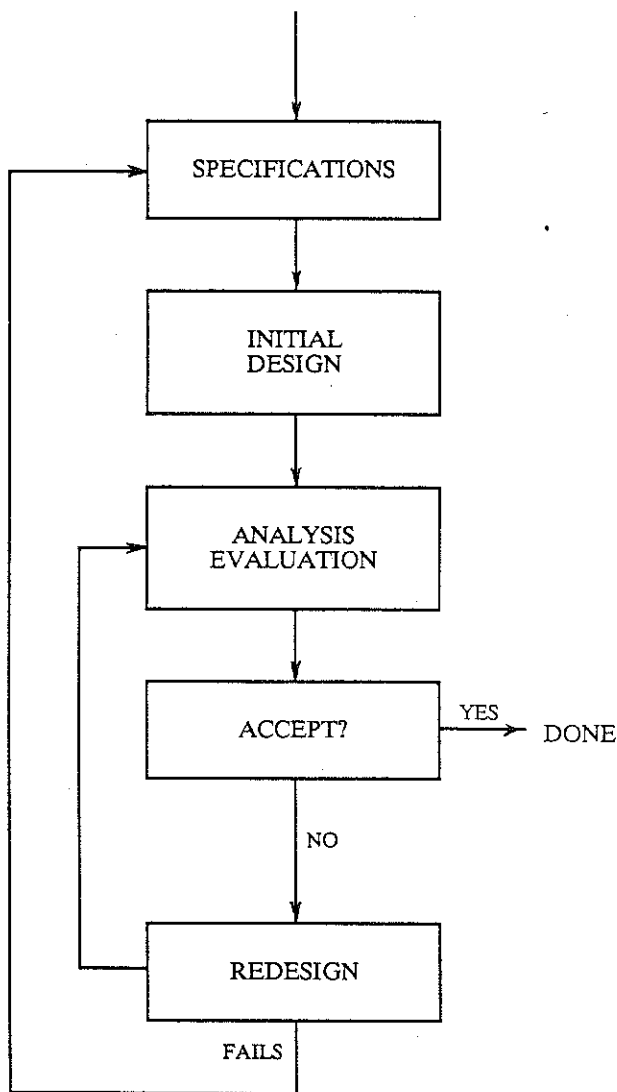 SPECIFICATIONS
INITIAL
DESIGN
ANALYSIS
EVALUATION
ACCEPT?
YES
DONE
NO
REDESIGN
FAILS